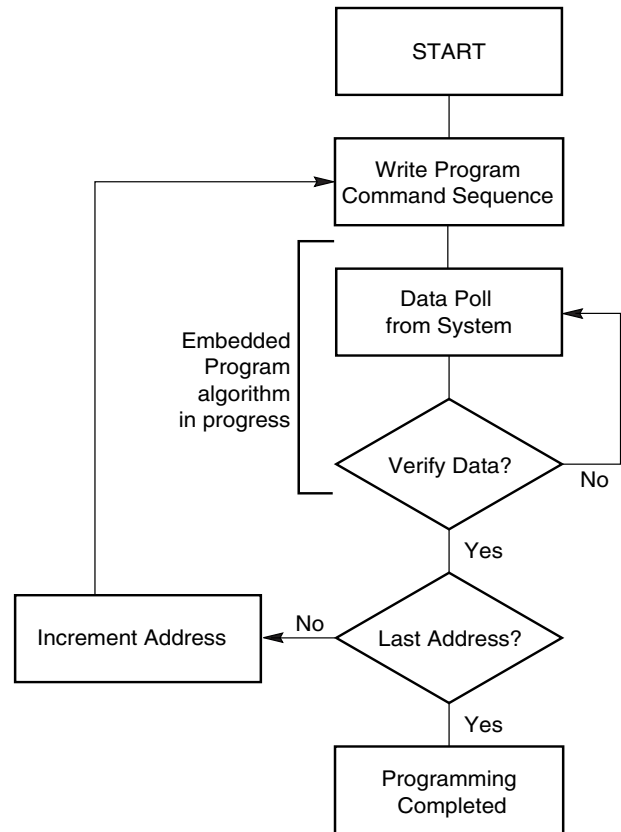 START
Write Program
Command Sequence
Data Poll
from System
Embedded
Program
algorithm
in progress
Verify Data?
No
Yes
Increment Address
No
Last Address?
Yes
Programming
Completed